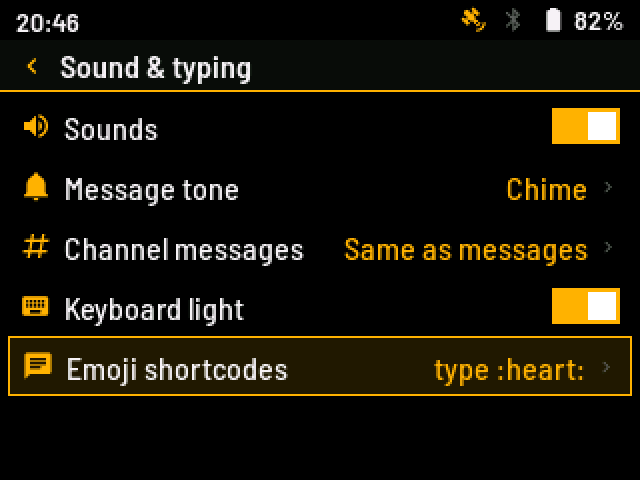 20:46 82%
Sound & typing
Sounds
Message tone Chime
Channel messages Same as messages
Keyboard light
Emoji shortcodes type :heart: